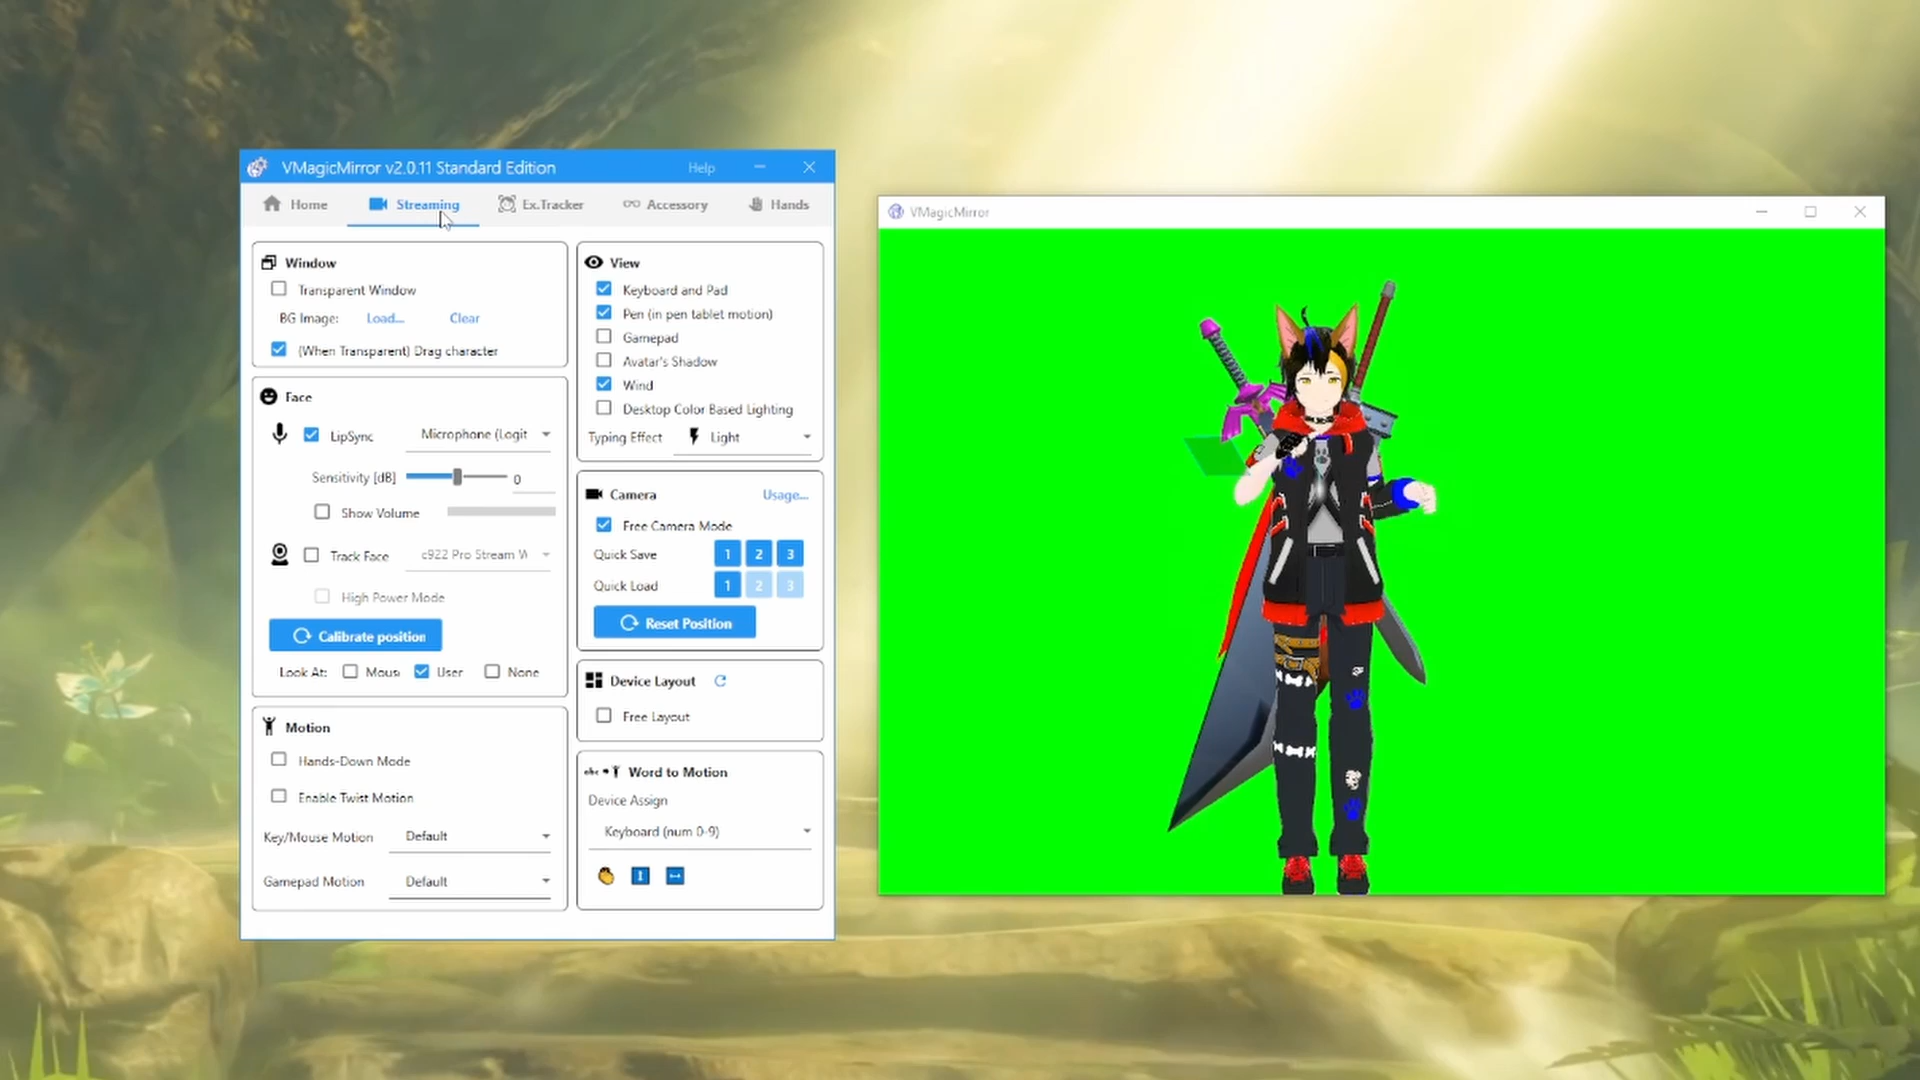 VMagicMirror v2.0.11 Standard Edition
Help
Home
Streaming
Ex.Tracker
Accessory
Hands
Window
Transparent Window
BG Image:
Load...
Clear
(When Transparent) Drag character
Face
LipSync
Microphone (Logit
Sensitivity [dB]
0
Show Volume
Track Face
c922 Pro Stream W
High Power Mode
Calibrate position
Look At:
Mous
User
None
Motion
Hands-Down Mode
Enable Twist Motion
Key/Mouse Motion
Default
Gamepad Motion
Default
View
Keyboard and Pad
Pen (in pen tablet motion)
Gamepad
Avatar's Shadow
Wind
Desktop Color Based Lighting
Typing Effect
Light
Camera
Usage...
Free Camera Mode
Quick Save
1 2 3
Quick Load
1 2 3
Reset Position
Device Layout
Free Layout
abc
Word to Motion
Device Assign
Keyboard (num 0-9)
VMagicMirror